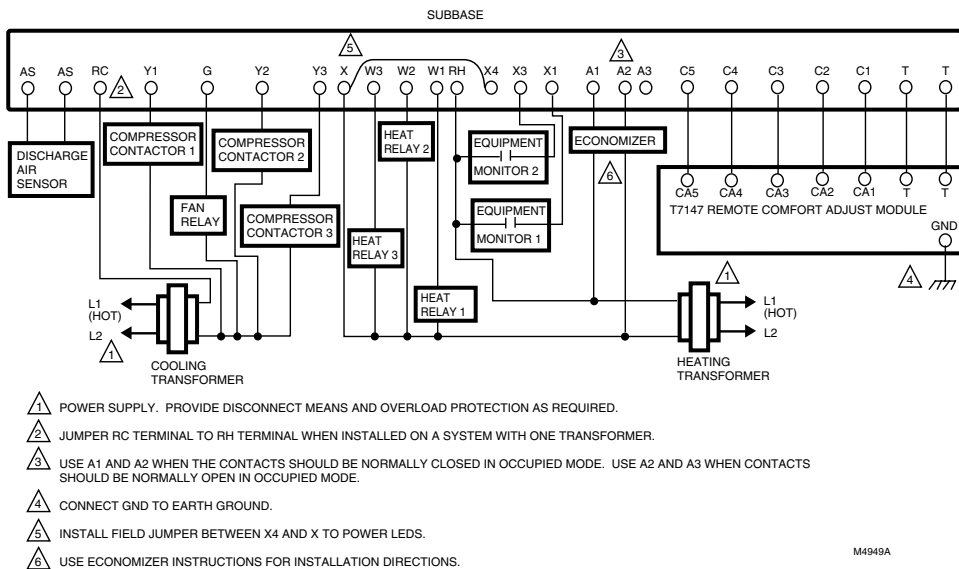 SUBBASE
5
3
AS AS RC Y1 G Y2 Y3 X W3 W2 W1 RH X4 X3 X1 A1 A2 A3 C5 C4 C3 C2 C1 T T
2
DISCHARGE
AIR
SENSOR
COMPRESSOR
CONTACTOR 1
COMPRESSOR
CONTACTOR 2
HEAT
RELAY 2
EQUIPMENT
MONITOR 2
ECONOMIZER
6
FAN
RELAY
COMPRESSOR
CONTACTOR 3
EQUIPMENT
MONITOR 1
CA5 CA4 CA3 CA2 CA1 T T
T7147 REMOTE COMFORT ADJUST MODULE
GND
HEAT
RELAY 3
HEAT
RELAY 1
4
L1
(HOT)
L2
1
COOLING
TRANSFORMER
1
L1
(HOT)
L2
HEATING
TRANSFORMER
1 POWER SUPPLY. PROVIDE DISCONNECT MEANS AND OVERLOAD PROTECTION AS REQUIRED.
2 JUMPER RC TERMINAL TO RH TERMINAL WHEN INSTALLED ON A SYSTEM WITH ONE TRANSFORMER.
3 USE A1 AND A2 WHEN THE CONTACTS SHOULD BE NORMALLY CLOSED IN OCCUPIED MODE. USE A2 AND A3 WHEN CONTACTS
SHOULD BE NORMALLY OPEN IN OCCUPIED MODE.
4 CONNECT GND TO EARTH GROUND.
5 INSTALL FIELD JUMPER BETWEEN X4 AND X TO POWER LEDS.
6 USE ECONOMIZER INSTRUCTIONS FOR INSTALLATION DIRECTIONS.
M4949A